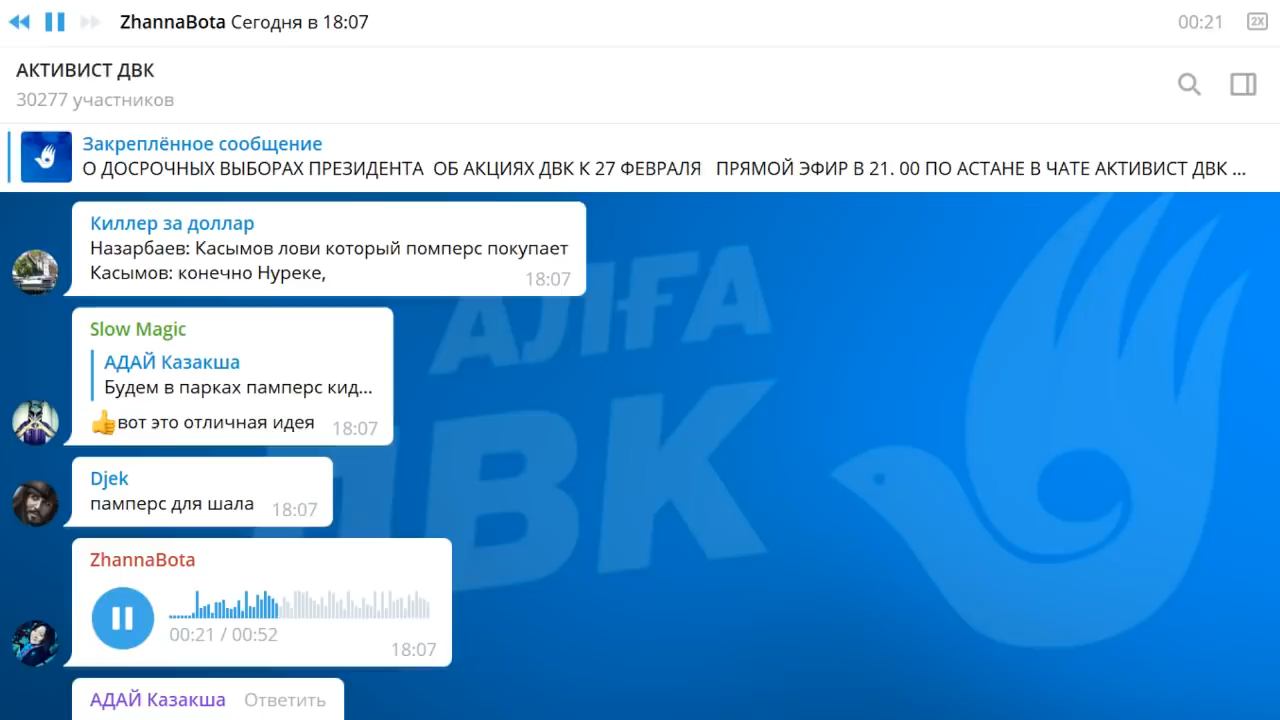 ZhannaBota Сегодня в 18:07
00:21
2X
АКТИВИСТ ДВК
30277 участников
Закреплённое сообщение
О ДОСРОЧНЫХ ВЫБОРАХ ПРЕЗИДЕНТА ОБ АКЦИЯХ ДВК К 27 ФЕВРАЛЯ ПРЯМОЙ ЭФИР В 21. 00 ПО АСТАНЕ В ЧАТЕ АКТИВИСТ ДВК ...
Киллер за доллар
Назарбаев: Касымов лови который помперс покупает
Касымов: конечно Нуреке,
18:07
АЛҒА
ДВК
Slow Magic
АДАЙ Казакша
Будем в парках памперс кид...
👍вот это отличная идея
18:07
Djek
памперс для шала
18:07
ZhannaBota
00:21 / 00:52
18:07
АДАЙ Казакша Ответить